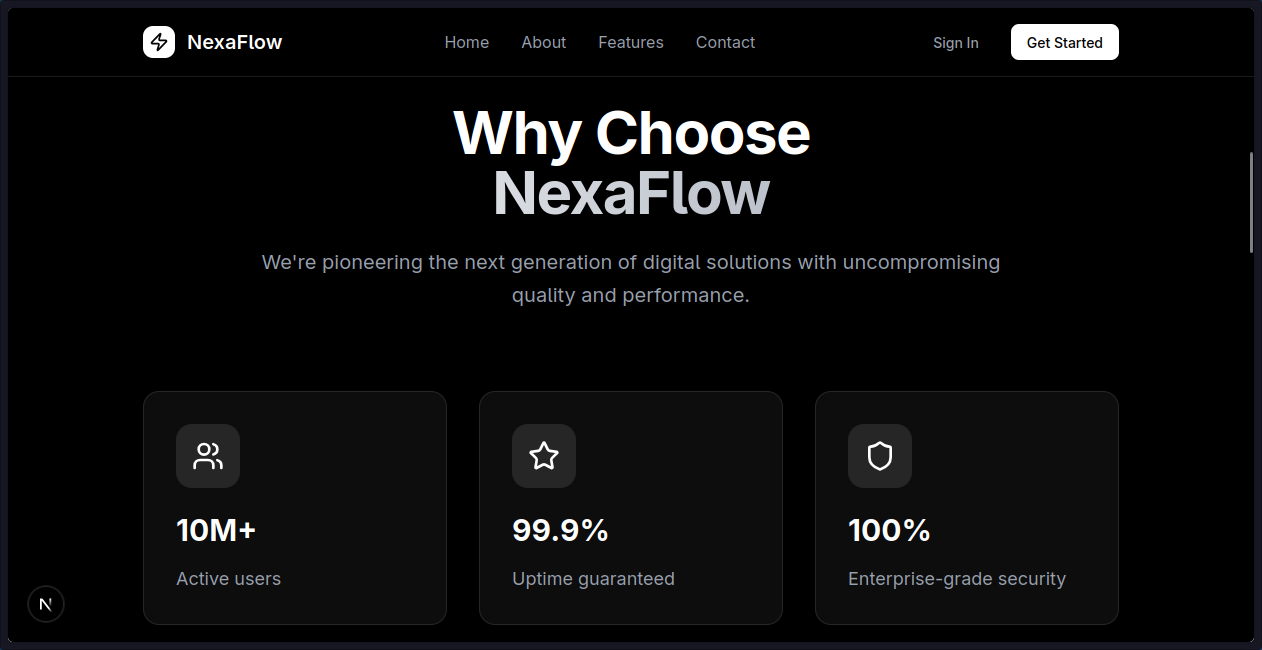 NexaFlow
Home
About
Features
Contact
Sign In
Get Started
Why Choose
NexaFlow
We're pioneering the next generation of digital solutions with uncompromising
quality and performance.
10M+
Active users
99.9%
Uptime guaranteed
100%
Enterprise-grade security
N